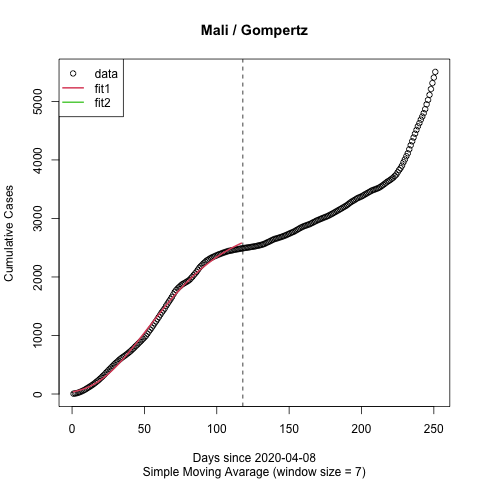 Mali / Gompertz
data
fit1
fit2
Cumulative Cases
0
1000
2000
3000
4000
5000
0 50 100 150 200 250
Days since 2020-04-08
Simple Moving Avarage (window size = 7)